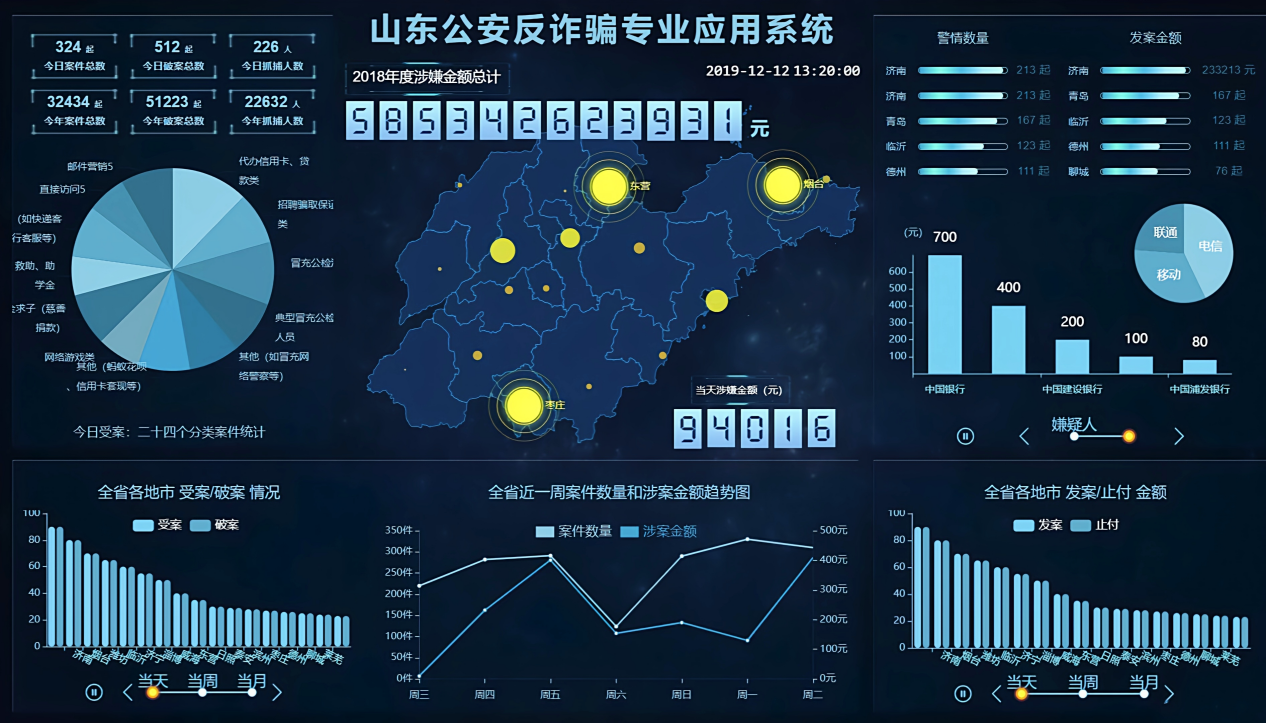 山东公安反诈骗专业应用系统
2019-12-12 13:20:00
324 起
今日案件总数
512 起
今日破案总数
226 人
今日抓捕人数
32434 起
今年案件总数
51223 起
今年破案总数
22632 人
今年抓捕人数
邮件营销5
直接访问5
(如快递客
行客服等)
救助、助
学金
求子（慈善
捐款)
网络游戏类
其他（蚂蚁花呗
、信用卡套现等)
代办信用卡、贷
款类
招聘骗取保证
类
冒充公检法
典型冒充公检
人员
其他（如冒充网
络警察等)
今日受案：二十四个分类案件统计
2018年度涉嫌金额总计
585342623931 元
东营
烟台
枣庄
当天涉嫌金额（元）
94016
警情数量
济南 213 起
济南 213 起
青岛 167 起
临沂 123 起
德州 111 起
发案金额
济南 233213 元
青岛 167 起
临沂 123 起
德州 111 起
聊城 76 起
(元)
700
400
200
100
80
600
500
400
300
200
100
中国银行
中国建设银行
中国浦发银行
联通
电信
移动
嫌疑人
全省各地市 受案/破案 情况
受案 破案
100
80
60
40
20
0
济南 烟台 潍坊 临沂 济宁 淄博 威海 东营 日照 泰安 滨州 枣庄 德州 聊城 莱芜
当天 当周 当月
全省近一周案件数量和涉案金额趋势图
案件数量 涉案金额
350件
300件
250件
200件
150件
100件
50件
0件
500元
400元
300元
200元
100元
0元
周三 周四 周五 周六 周日 周一 周二
全省各地市 发案/止付 金额
发案 止付
100
80
60
40
20
0
济南 烟台 潍坊 临沂 济宁 淄博 威海 东营 日照 泰安 滨州 枣庄 德州 聊城 莱芜
当天 当周 当月